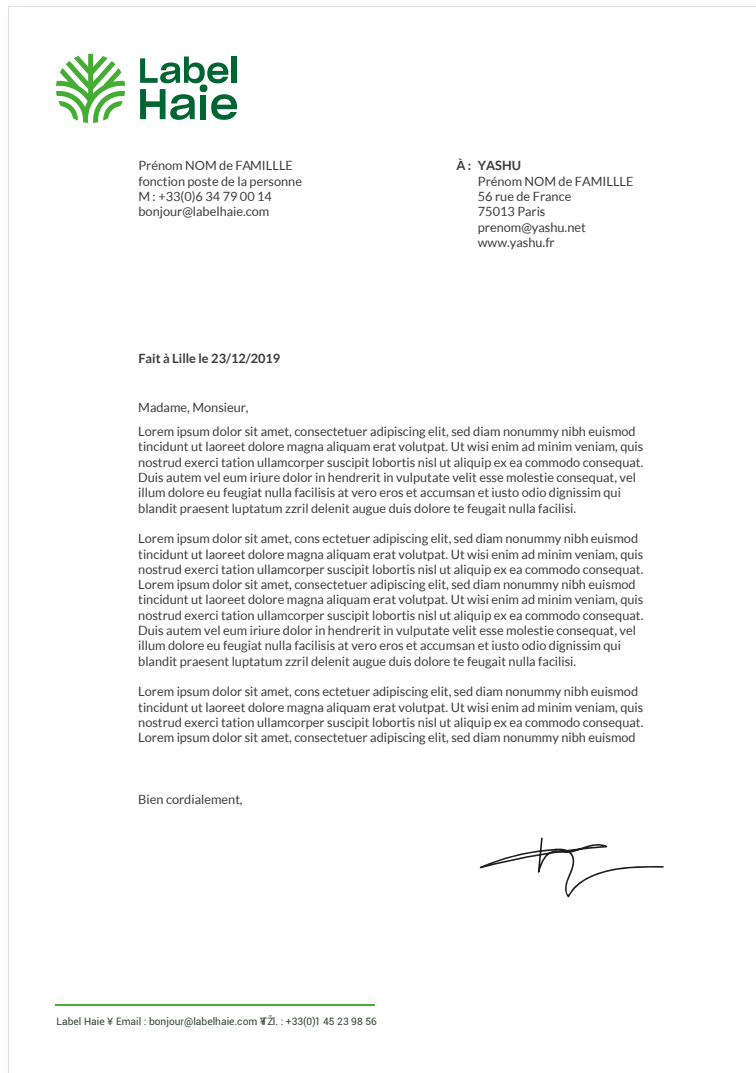 Label
Haie
Prénom NOM de FAMILLLE
fonction poste de la personne
M : +33(0)6 34 79 00 14
bonjour@labelhaie.com
À : YASHU
Prénom NOM de FAMILLLE
56 rue de France
75013 Paris
prenom@yashu.net
www.yashu.fr
Fait à Lille le 23/12/2019
Madame, Monsieur,
Lorem ipsum dolor sit amet, consectetuer adipiscing elit, sed diam nonummy nibh euismod
tincidunt ut laoreet dolore magna aliquam erat volutpat. Ut wisi enim ad minim veniam, quis
nostrud exerci tation ullamcorper suscipit lobortis nisl ut aliquip ex ea commodo consequat.
Duis autem vel eum iriure dolor in hendrerit in vulputate velit esse molestie consequat, vel
illum dolore eu feugiat nulla facilisis at vero eros et accumsan et iusto odio dignissim qui
blandit praesent luptatum zzril delenit augue duis dolore te feugait nulla facilisi.
Lorem ipsum dolor sit amet, cons ectetuer adipiscing elit, sed diam nonummy nibh euismod
tincidunt ut laoreet dolore magna aliquam erat volutpat. Ut wisi enim ad minim veniam, quis
nostrud exerci tation ullamcorper suscipit lobortis nisl ut aliquip ex ea commodo consequat.
Lorem ipsum dolor sit amet, consectetuer adipiscing elit, sed diam nonummy nibh euismod
tincidunt ut laoreet dolore magna aliquam erat volutpat. Ut wisi enim ad minim veniam, quis
nostrud exerci tation ullamcorper suscipit lobortis nisl ut aliquip ex ea commodo consequat.
Duis autem vel eum iriure dolor in hendrerit in vulputate velit esse molestie consequat, vel
illum dolore eu feugiat nulla facilisis at vero eros et accumsan et iusto odio dignissim qui
blandit praesent luptatum zzril delenit augue duis dolore te feugait nulla facilisi.
Lorem ipsum dolor sit amet, cons ectetuer adipiscing elit, sed diam nonummy nibh euismod
tincidunt ut laoreet dolore magna aliquam erat volutpat. Ut wisi enim ad minim veniam, quis
nostrud exerci tation ullamcorper suscipit lobortis nisl ut aliquip ex ea commodo consequat.
Lorem ipsum dolor sit amet, consectetuer adipiscing elit, sed diam nonummy nibh euismod
Bien cordialement,
Label Haie ¥ Email : bonjour@labelhaie.com ¥ : +33(0)1 45 23 98 56